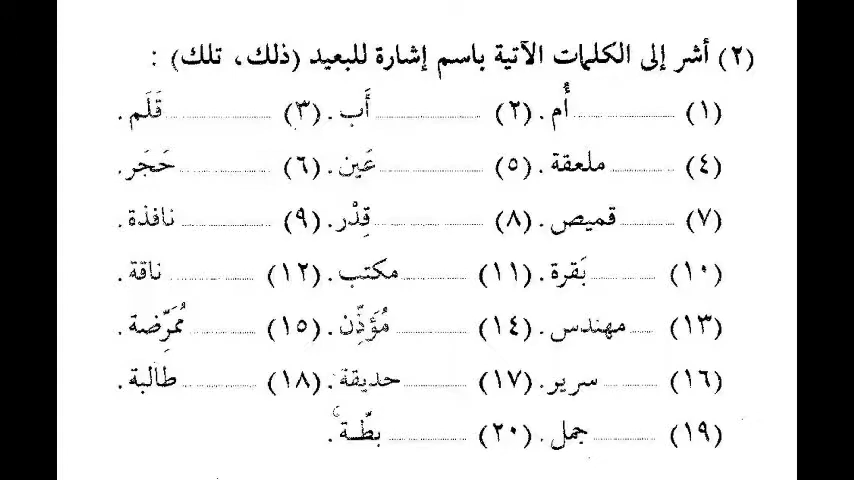 (٢) أشر إلى الكلمات الآتية باسم إشارة للبعيد (ذلك، تلك) :
(١) ............ أُم. (٢) ............ أَب. (٣) ............ قَلَم.
(٤) ............ ملعقة. (٥) ............ عَين. (٦) ............ حَجَر.
(٧) ............ قميص. (٨) ............ قِدْر. (٩) ............ نافذة.
(١٠) ............ بَقرة. (١١) ............ مكتب. (١٢) ............ ناقة.
(١٣) ............ مهندس. (١٤) ............ مُؤَذِّن. (١٥) ............ مُمَرِّضة.
(١٦) ............ سرير. (١٧) ............ حديقة. (١٨) ............ طالبة.
(١٩) ............ جمل. (٢٠) ............ بطّة.